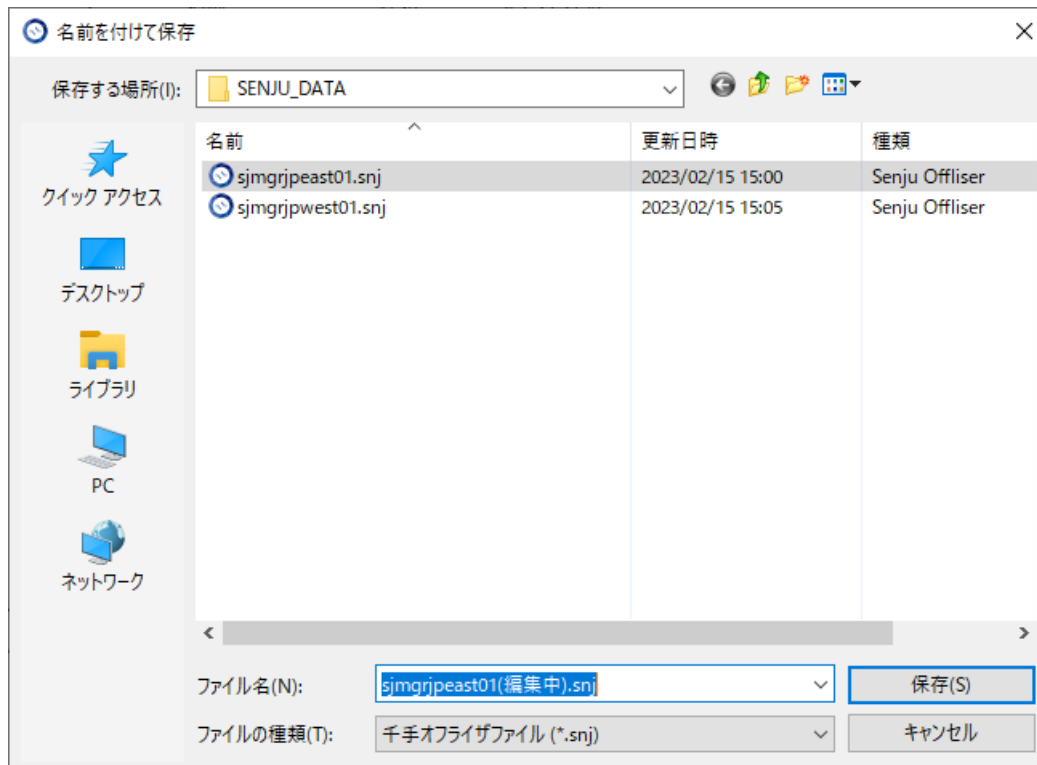 名前を付けて保存
保存する場所(I): SENJU_DATA
名前 更新日時 種類
sjmgrjpeast01.snj 2023/02/15 15:00 Senju Offliser
sjmgrjpwest01.snj 2023/02/15 15:05 Senju Offliser
クイック アクセス
デスクトップ
ライブラリ
PC
ネットワーク
ファイル名(N): sjmgrjpeast01(編集中).snj 保存(S)
ファイルの種類(T): 千手オフライザファイル (*.snj) キャンセル